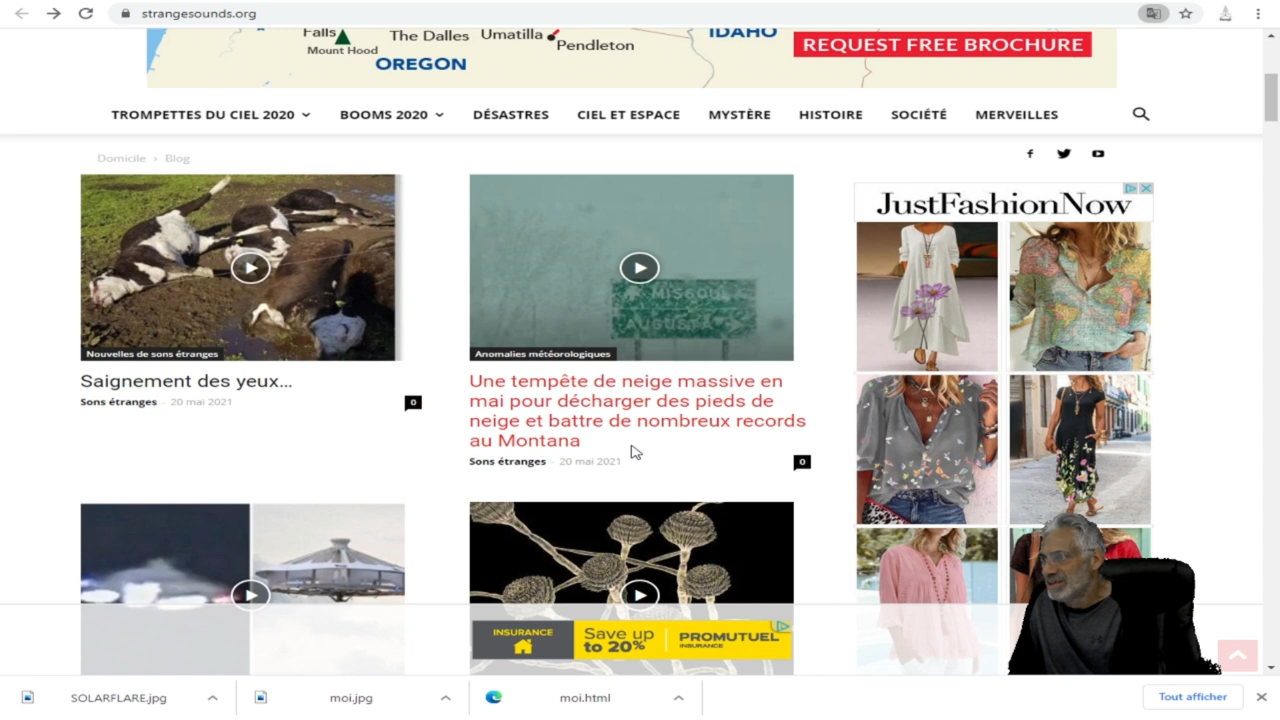 strangesounds.org
Falls
The Dalles
Umatilla
IDAHO
Mount Hood
Pendleton
OREGON
REQUEST FREE BROCHURE
TROMPETTES DU CIEL 2020
BOOMS 2020
DÉSASTRES
CIEL ET ESPACE
MYSTÈRE
HISTOIRE
SOCIÉTÉ
MERVEILLES
Domicile › Blog
Nouvelles de sons étranges
Saignement des yeux...
Sons étranges - 20 mai 2021
0
MISSOUL
AUGUSTA
Anomalies météorologiques
Une tempête de neige massive en
mai pour décharger des pieds de
neige et battre de nombreux records
au Montana
Sons étranges - 20 mai 2021
0
JustFashionNow
INSURANCE
Save up
to 20%
PROMUTUEL
INSURANCE
SOLARFLARE.jpg
moi.jpg
moi.html
Tout afficher